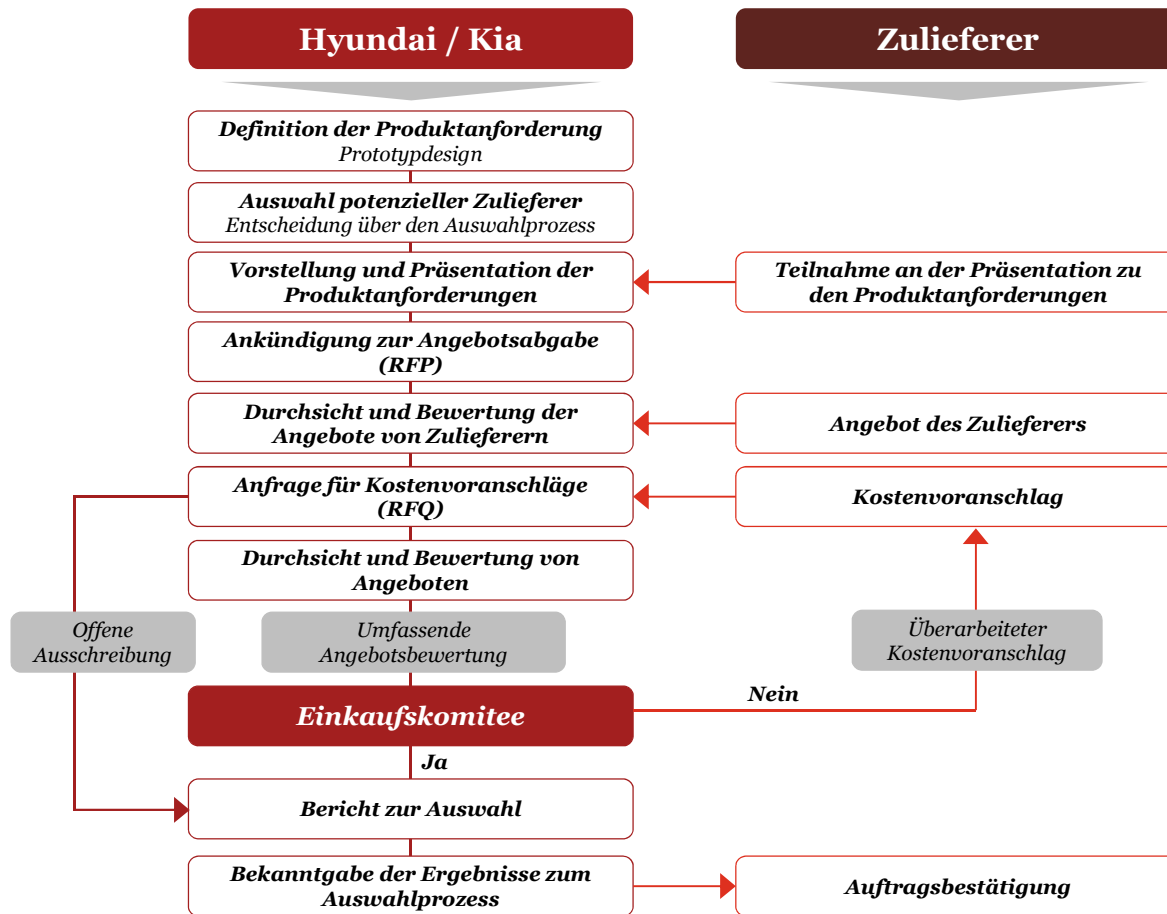 Hyundai / Kia
Zulieferer
Definition der Produktanforderung
Prototypdesign
Auswahl potenzieller Zulieferer
Entscheidung über den Auswahlprozess
Vorstellung und Präsentation der
Produktanforderungen
Teilnahme an der Präsentation zu
den Produktanforderungen
Ankündigung zur Angebotsabgabe
(RFP)
Durchsicht und Bewertung der
Angebote von Zulieferern
Angebot des Zulieferers
Anfrage für Kostenvoranschläge
(RFQ)
Kostenvoranschlag
Durchsicht und Bewertung von
Angeboten
Offene
Ausschreibung
Umfassende
Angebotsbewertung
Überarbeiteter
Kostenvoranschlag
Einkaufskomitee
Nein
Ja
Bericht zur Auswahl
Bekanntgabe der Ergebnisse zum
Auswahlprozess
Auftragsbestätigung